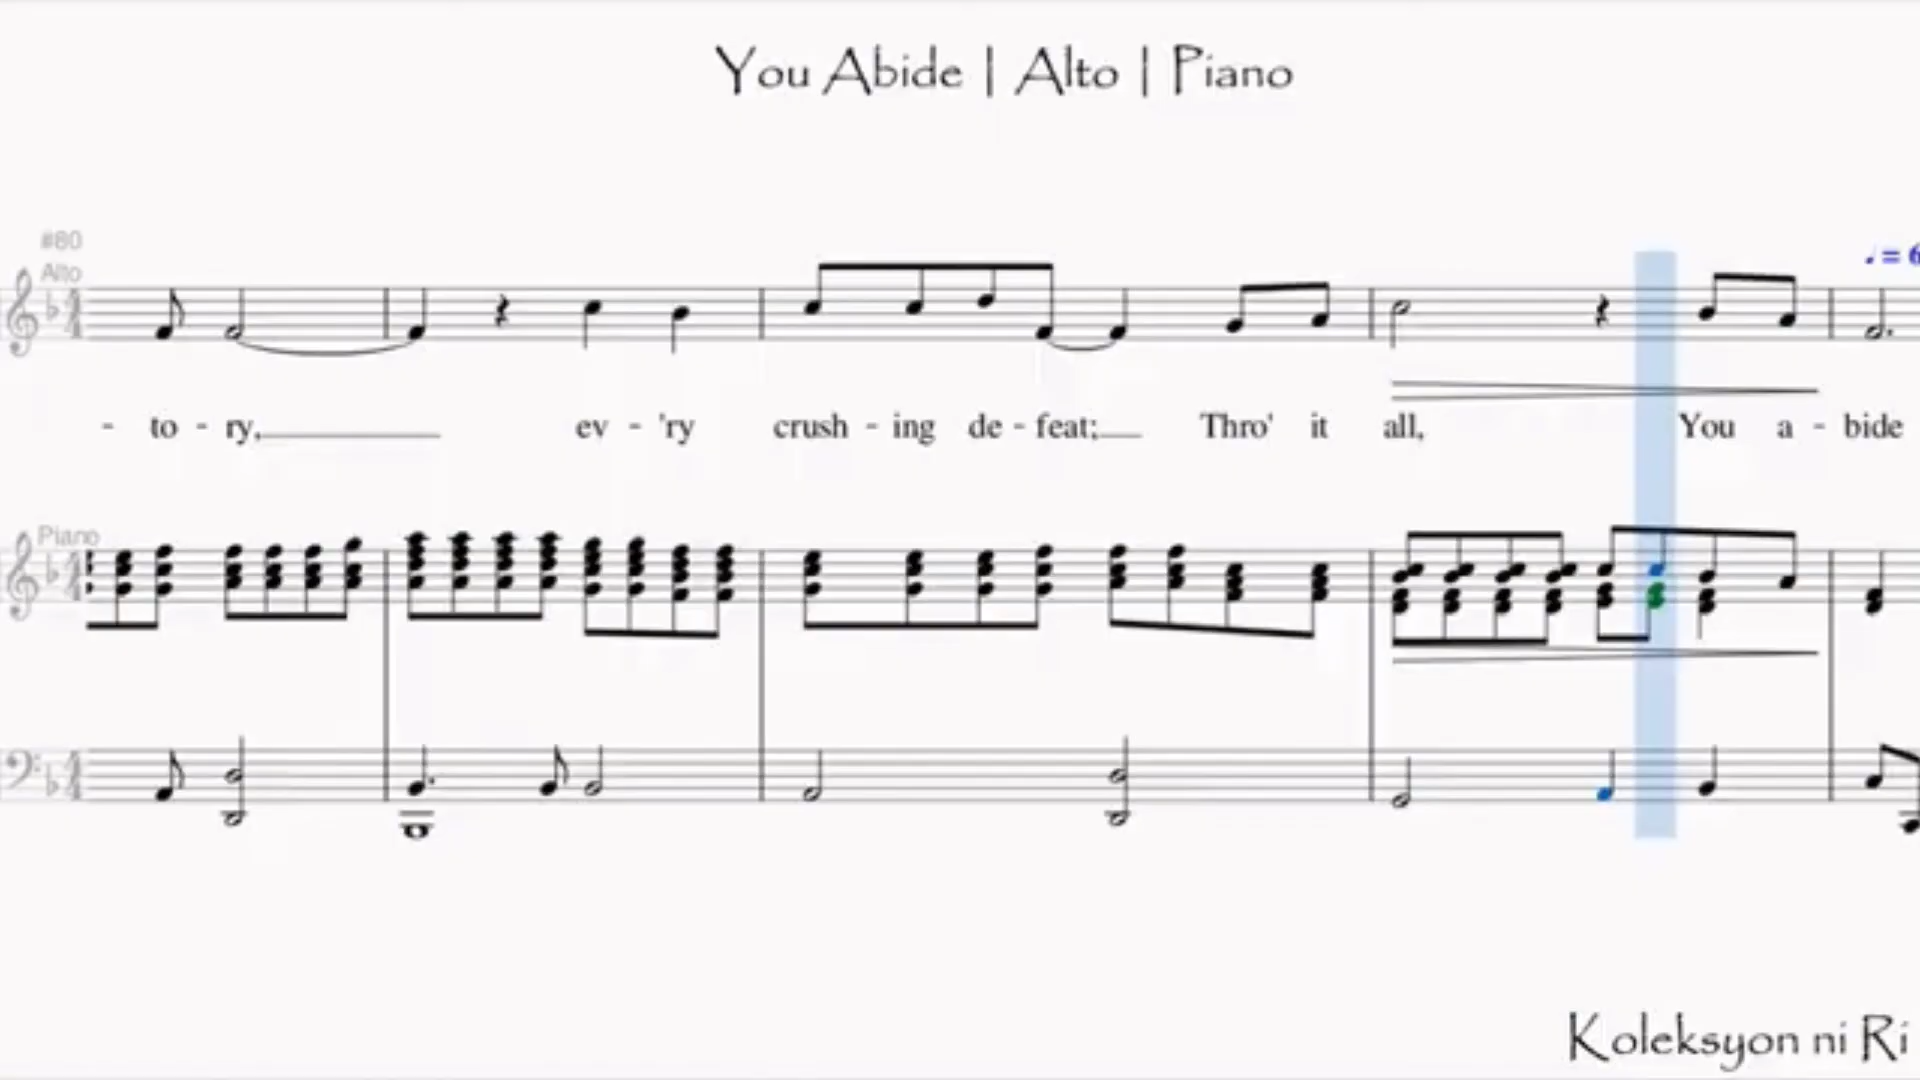 You Abide | Alto | Piano
#80
Alto
♩ = 6
- to - ry, ev - 'ry crush - ing de - feat; Thro' it all, You a - bide
Piano
Koleksyon ni Ri